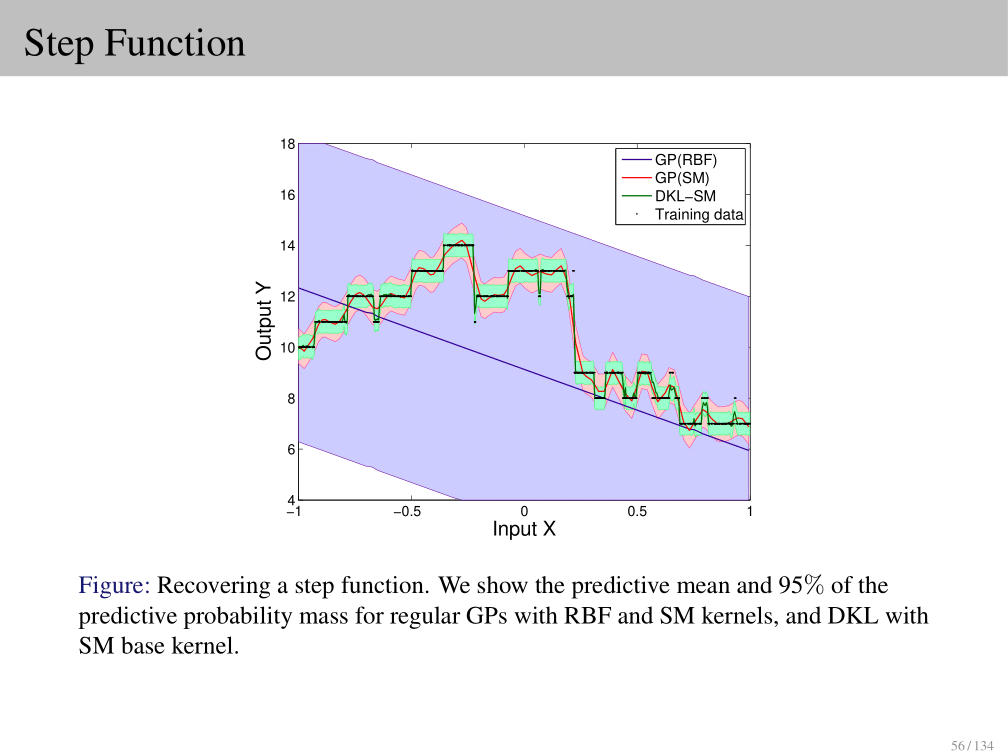 Step Function
18
16
14
12
10
8
6
4
−1
−0.5
0
0.5
1
Output Y
Input X
GP(RBF)
GP(SM)
DKL−SM
Training data
Figure: Recovering a step function. We show the predictive mean and 95% of the
predictive probability mass for regular GPs with RBF and SM kernels, and DKL with
SM base kernel.
56 / 134